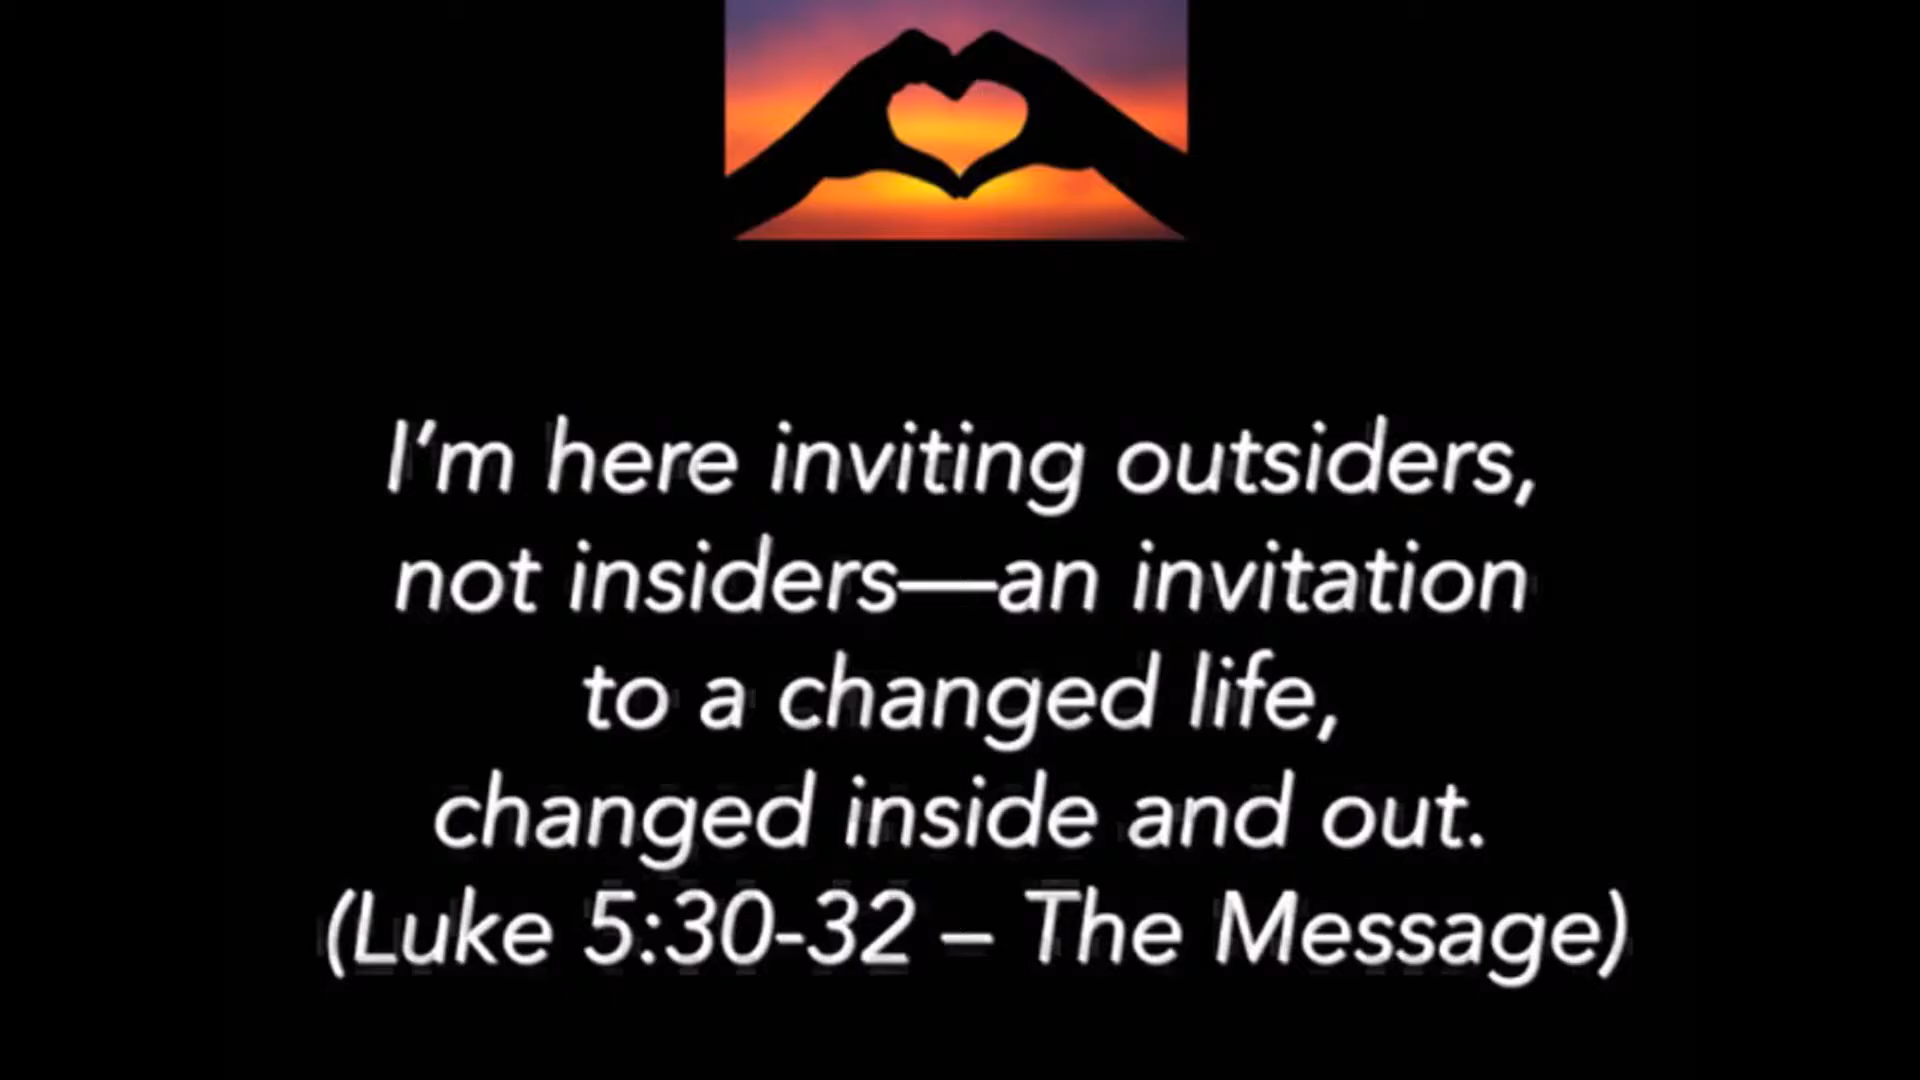 I’m here inviting outsiders,
not insiders—an invitation
to a changed life,
changed inside and out.
(Luke 5:30-32 – The Message)